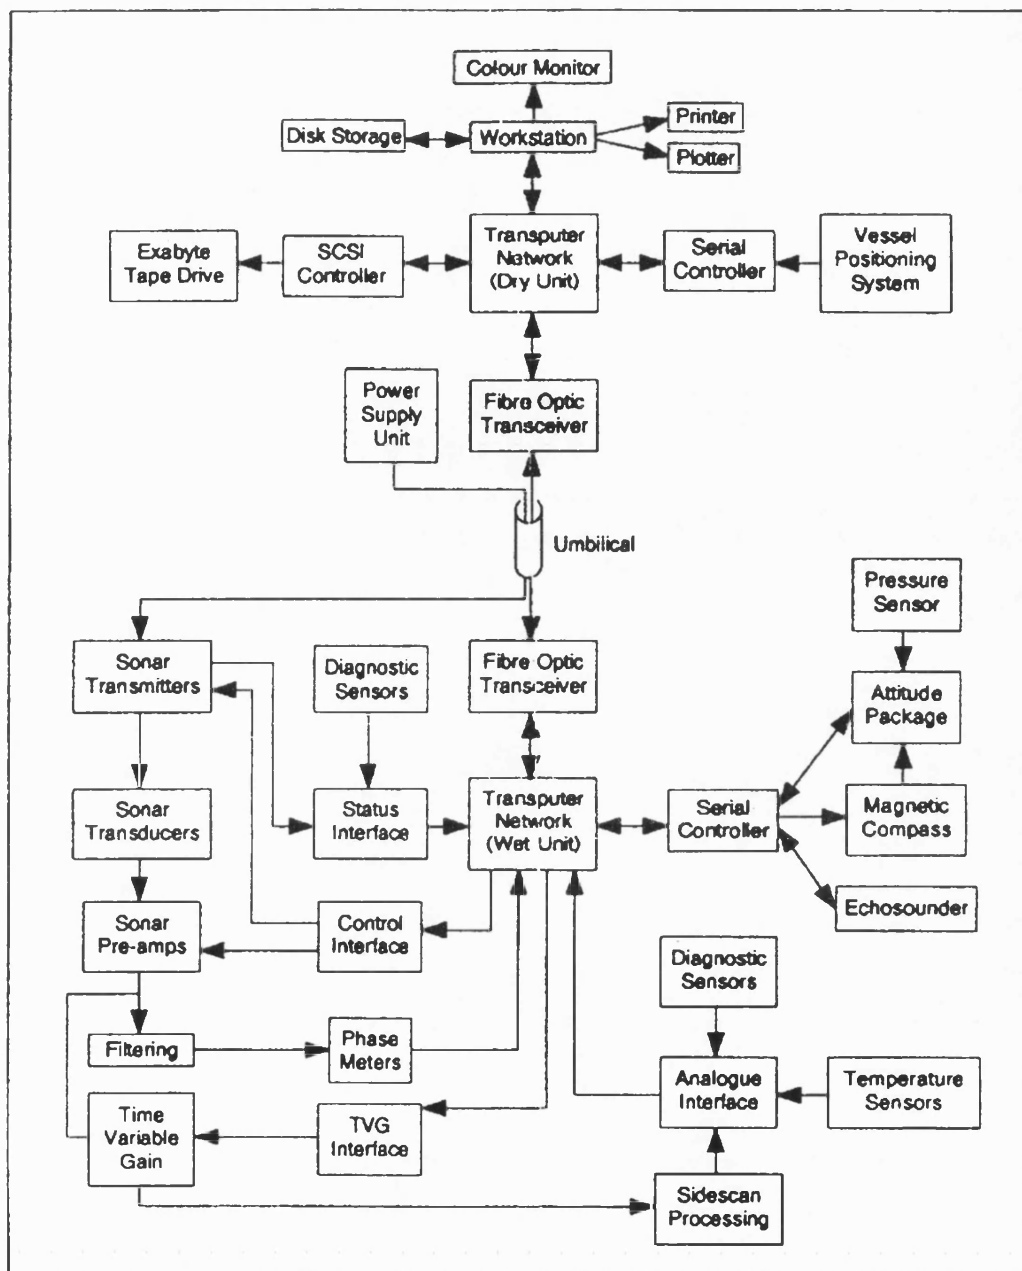 Colour Monitor
Disk Storage
Workstation
Printer
Plotter
Exabyte
Tape Drive
SCSI
Controller
Transputer
Network
(Dry Unit)
Serial
Controller
Vessel
Positioning
System
Power
Supply
Unit
Fibre Optic
Transceiver
Umbilical
Pressure
Sensor
Sonar
Transmitters
Diagnostic
Sensors
Fibre Optic
Transceiver
Attitude
Package
Sonar
Transducers
Status
Interface
Transputer
Network
(Wet Unit)
Serial
Controller
Magnetic
Compass
Sonar
Pre-amps
Control
Interface
Echosounder
Diagnostic
Sensors
Filtering
Phase
Meters
Analogue
Interface
Temperature
Sensors
Time
Variable
Gain
TVG
Interface
Sidescan
Processing